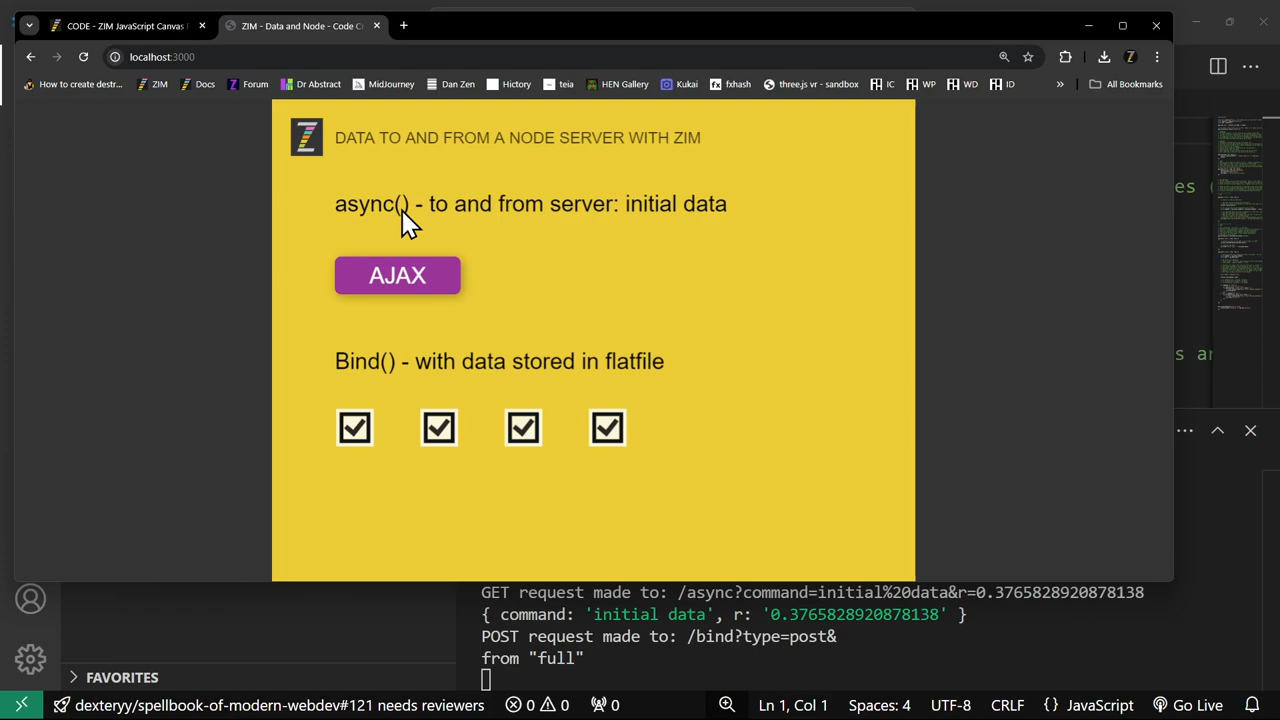 CODE - ZIM JavaScript Canvas
ZIM - Data and Node - Code C
localhost:3000
How to create destr...
ZIM
Docs
Forum
Dr Abstract
MidJourney
Dan Zen
Hictory
teia
HEN Gallery
Kukai
fxhash
three.js vr - sandbox
IC
WP
WD
ID
»
All Bookmarks
DATA TO AND FROM A NODE SERVER WITH ZIM
async() - to and from server: initial data
AJAX
Bind() - with data stored in flatfile
es (
s ar
GET request made to: /async?command=initial%20data&r=0.3765828920878138
{ command: 'initial data', r: '0.3765828920878138' }
POST request made to: /bind?type=post&
from "full"
FAVORITES
dexteryy/spellbook-of-modern-webdev#121 needs reviewers
0
0
0
Ln 1, Col 1
Spaces: 4
UTF-8
CRLF
{} JavaScript
Go Live